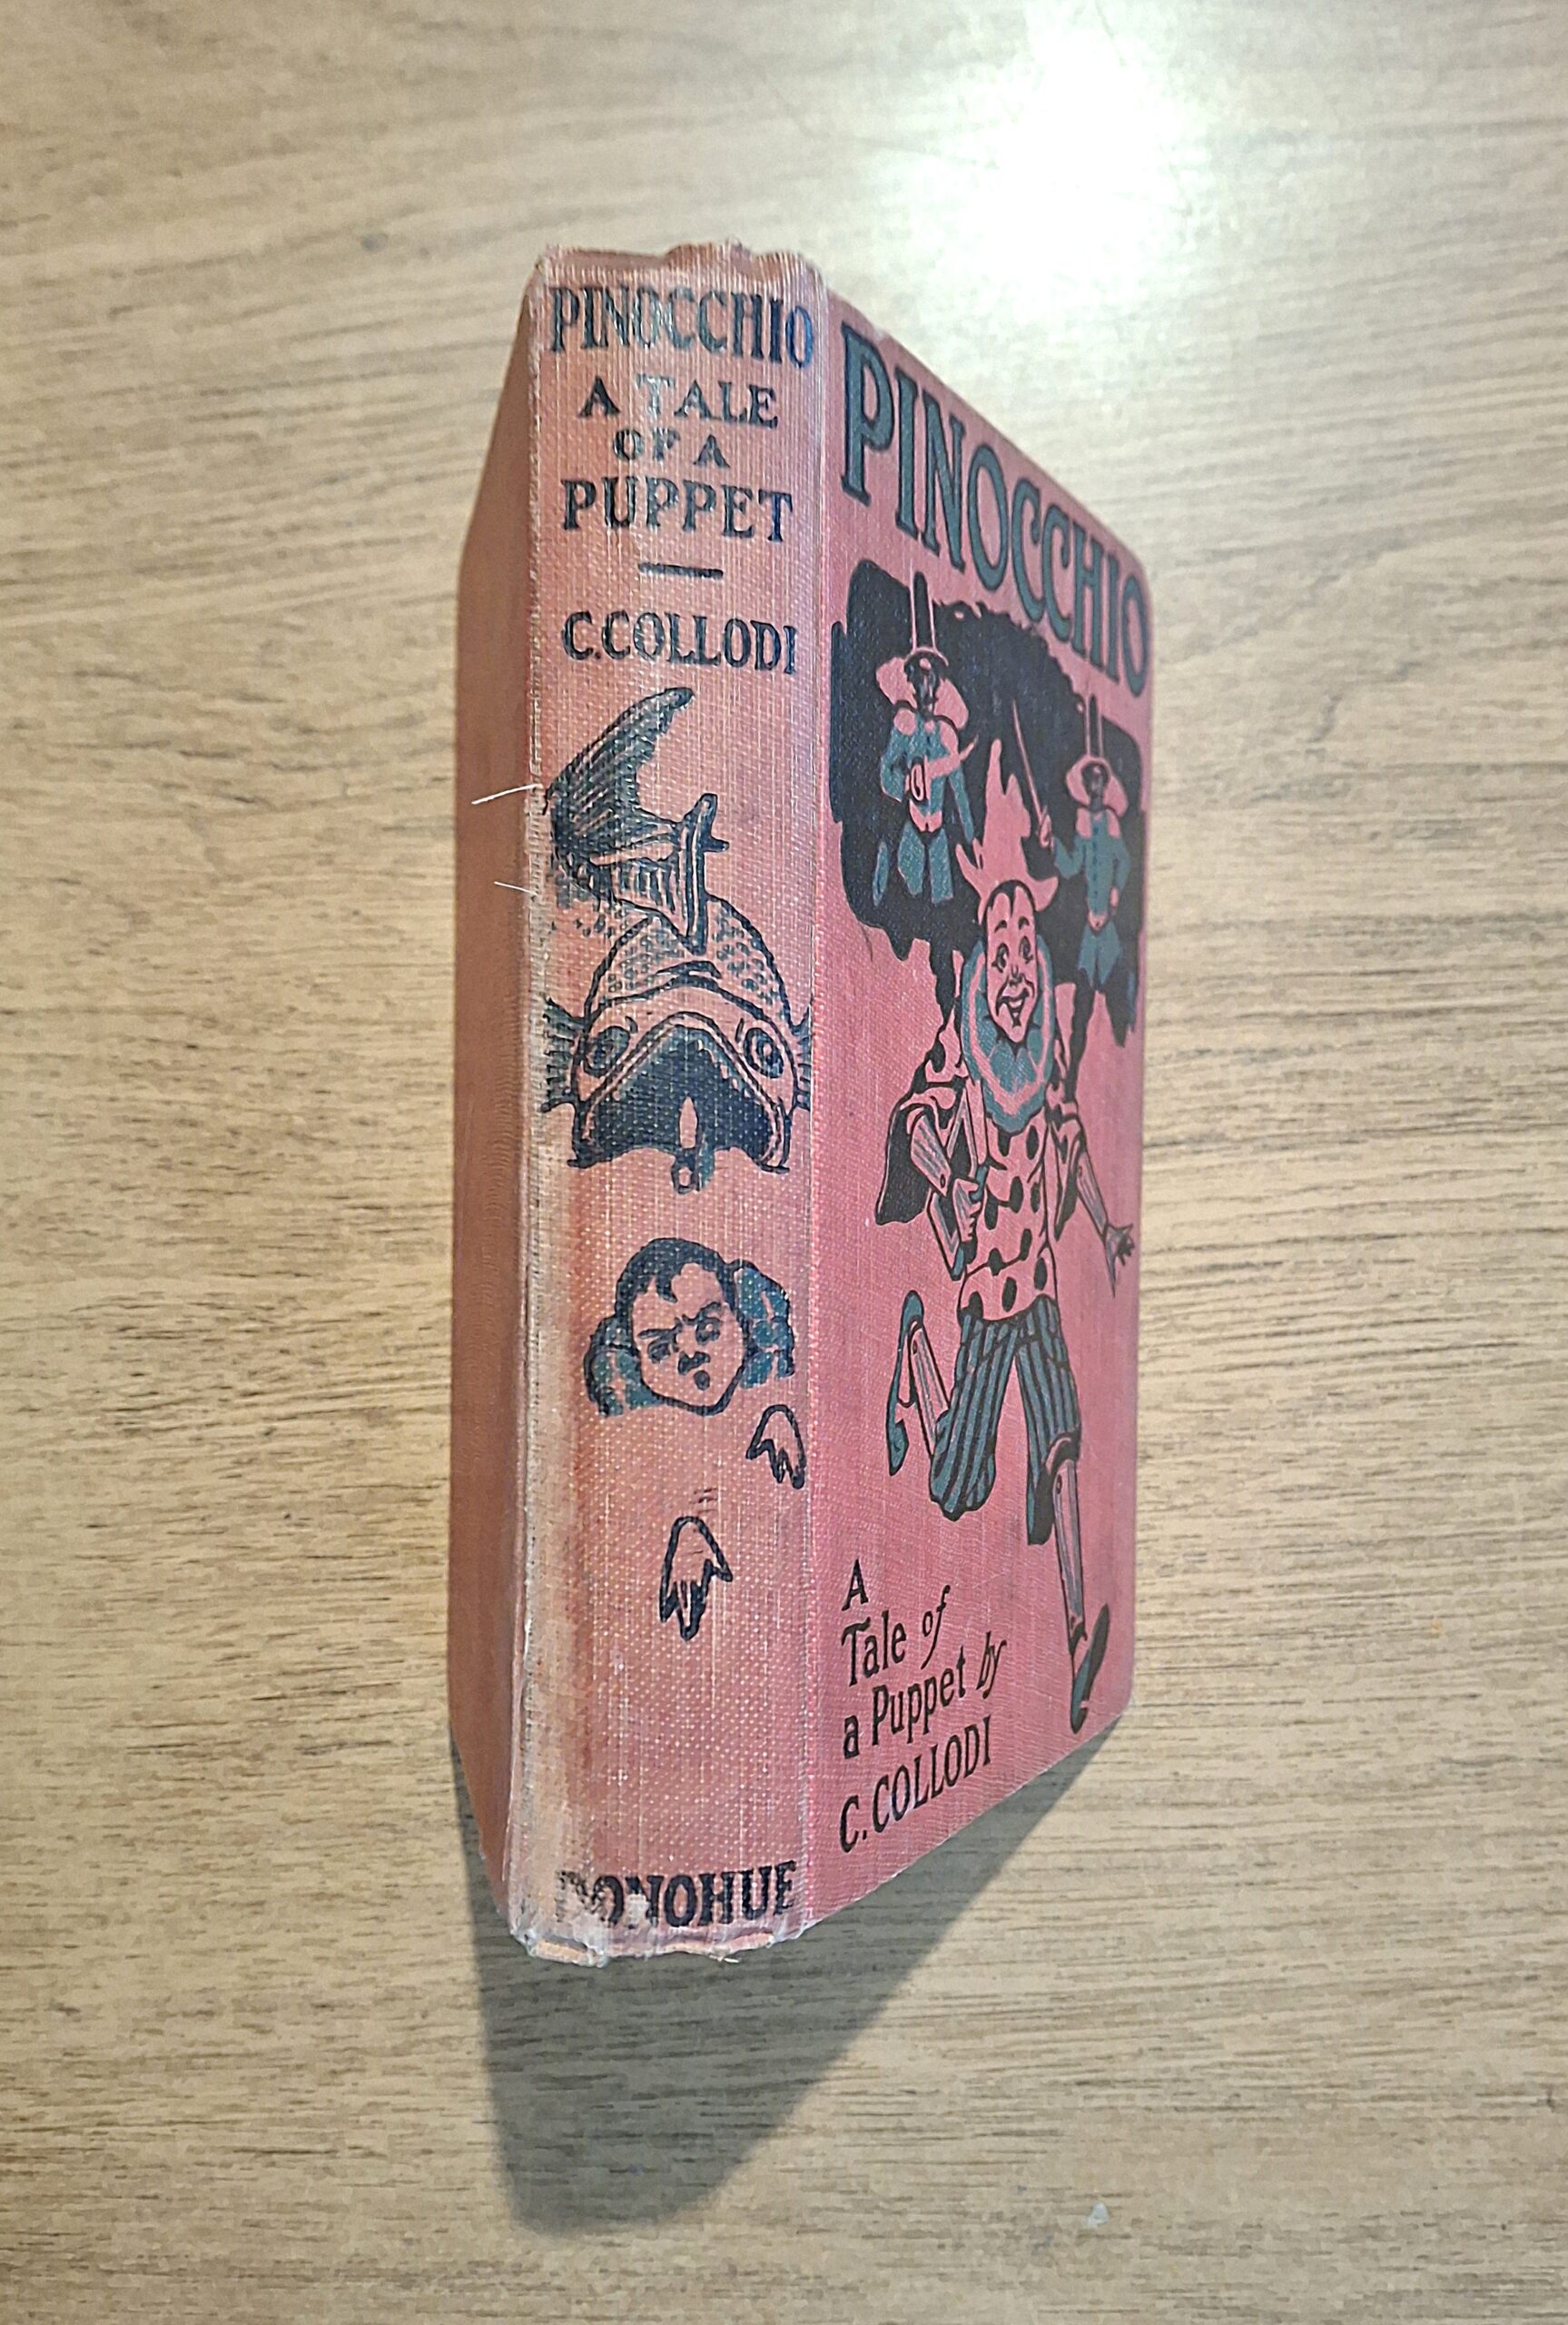 PINOCCHIO
A TALE
OF A
PUPPET
C.COLLODI
DONOHUE
PINOCCHIO
A
Tale of
a Puppet by
C. COLLODI